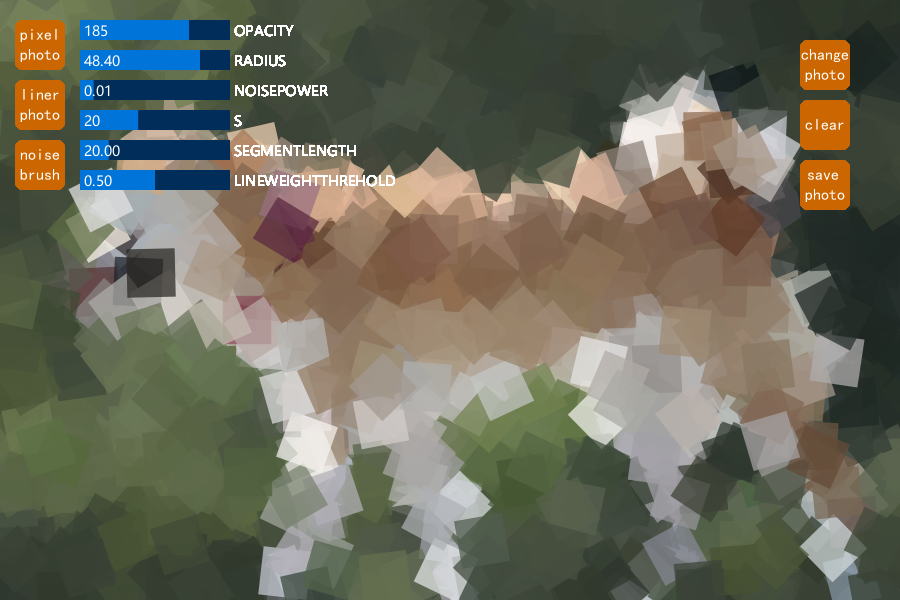 pixel
photo
liner
photo
noise
brush
185 OPACITY
48.40 RADIUS
0.01 NOISEPOWER
20 S
20.00 SEGMENTLENGTH
0.50 LINEWEIGHTTHREHOLD
change
photo
clear
save
photo